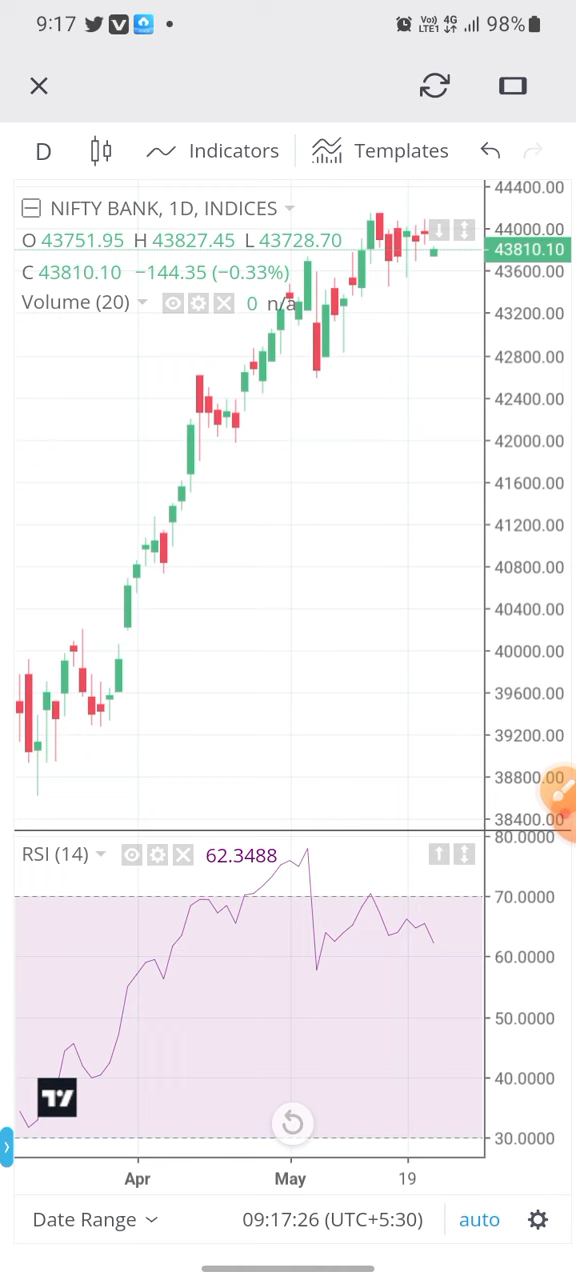 9:17 98%
Vo)) 4G
LTE1
D Indicators Templates
NIFTY BANK, 1D, INDICES
O 43751.95 H 43827.45 L 43728.70
C 43810.10 −144.35 (−0.33%)
Volume (20) 0 n/a
44400.00
44000.00
43810.10
43600.00
43200.00
42800.00
42400.00
42000.00
41600.00
41200.00
40800.00
40400.00
40000.00
39600.00
39200.00
38800.00
38400.00
RSI (14) 62.3488
80.0000
70.0000
60.0000
50.0000
40.0000
30.0000
Apr May 19
Date Range 09:17:26 (UTC+5:30) auto